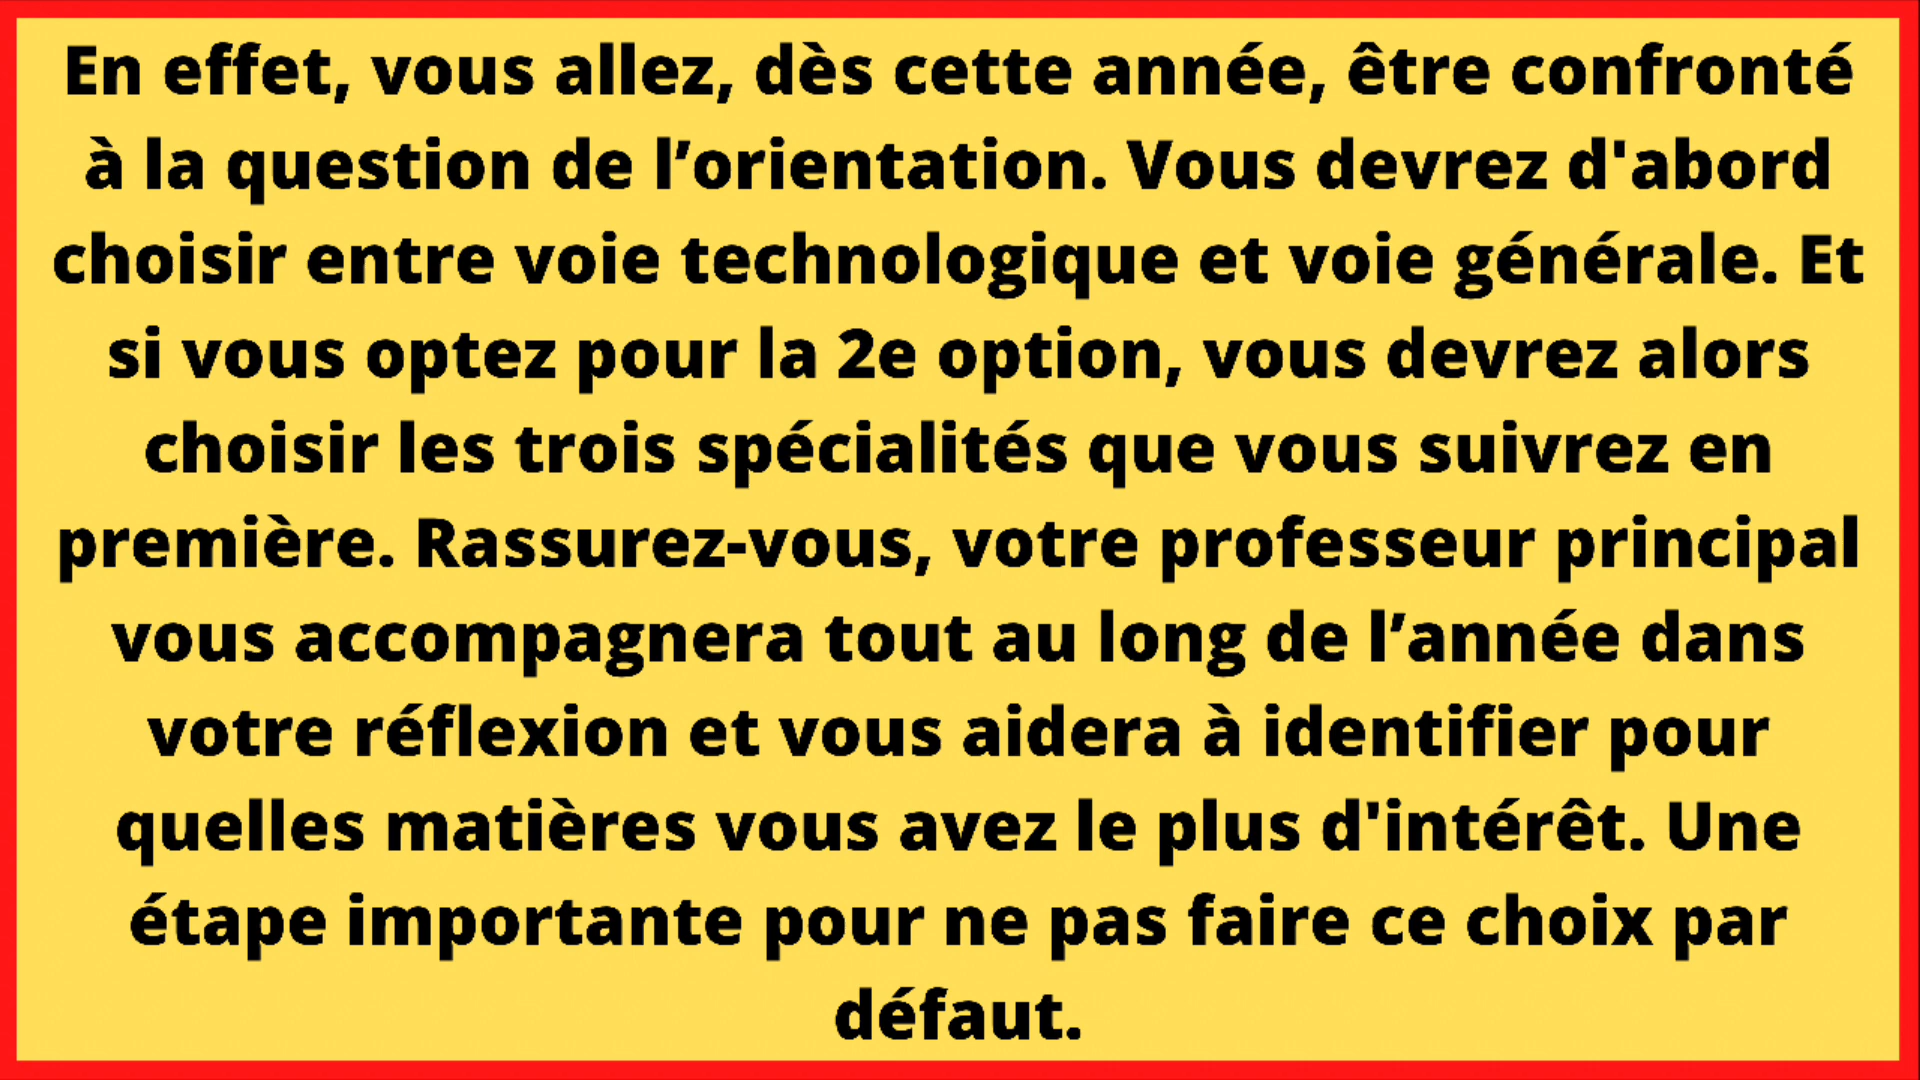 En effet, vous allez, dès cette année, être confronté
à la question de l’orientation. Vous devrez d'abord
choisir entre voie technologique et voie générale. Et
si vous optez pour la 2e option, vous devrez alors
choisir les trois spécialités que vous suivrez en
première. Rassurez-vous, votre professeur principal
vous accompagnera tout au long de l’année dans
votre réflexion et vous aidera à identifier pour
quelles matières vous avez le plus d'intérêt. Une
étape importante pour ne pas faire ce choix par
défaut.